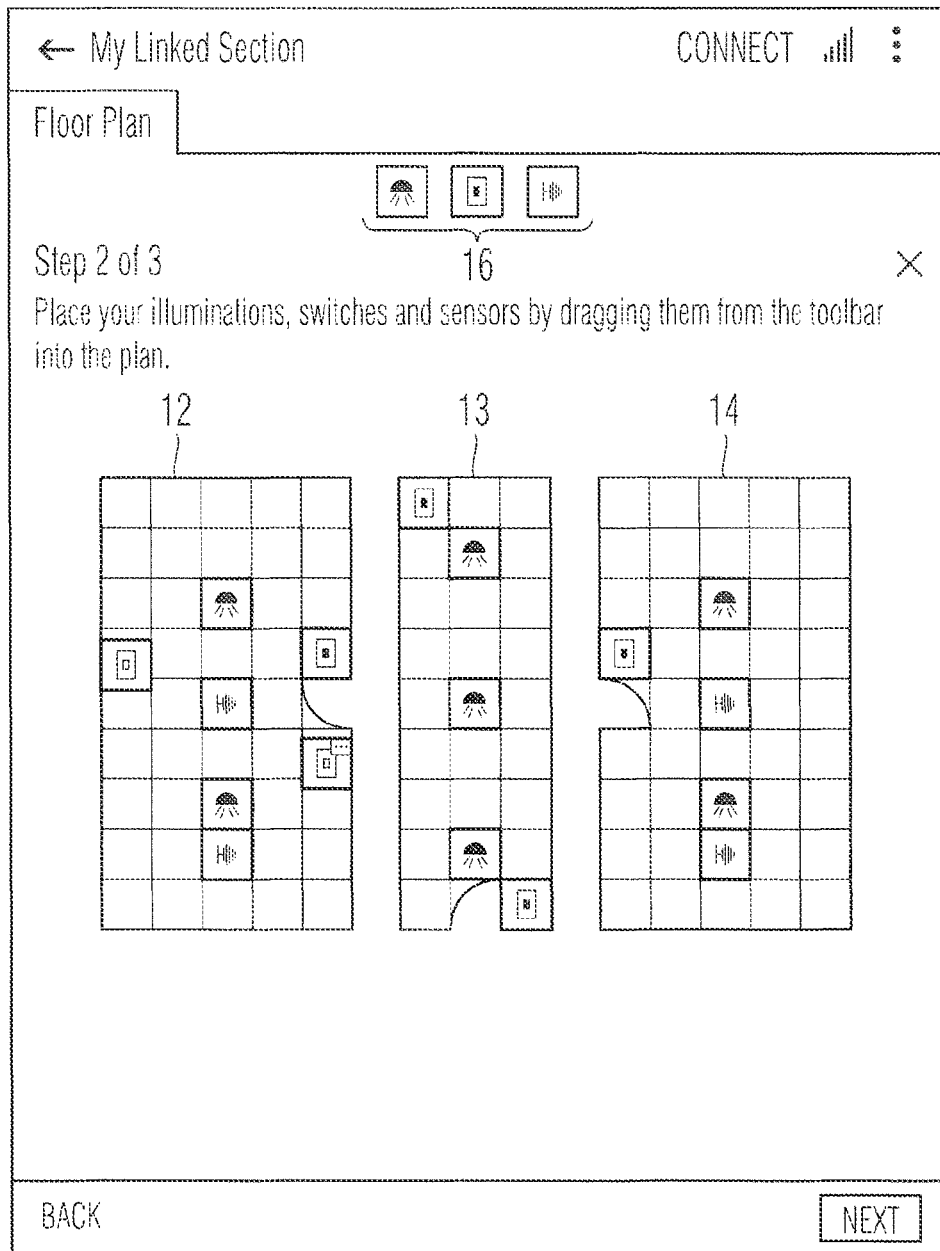 ← My Linked Section CONNECT
Floor Plan
16
Step 2 of 3
Place your illuminations, switches and sensors by dragging them from the toolbar
into the plan.
12 13 14
BACK NEXT